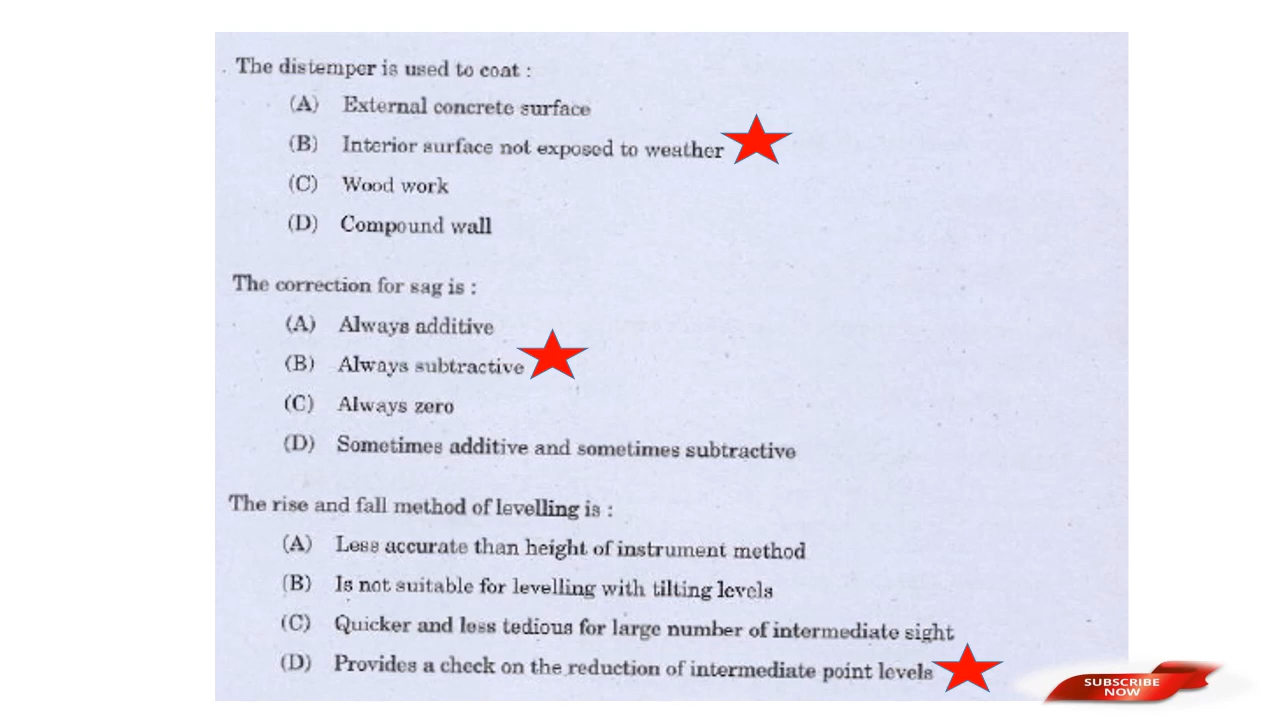 The distemper is used to coat :
(A) External concrete surface
(B) Interior surface not exposed to weather
(C) Wood work
(D) Compound wall
The correction for sag is :
(A) Always additive
(B) Always subtractive
(C) Always zero
(D) Sometimes additive and sometimes subtractive
The rise and fall method of levelling is :
(A) Less accurate than height of instrument method
(B) Is not suitable for levelling with tilting levels
(C) Quicker and less tedious for large number of intermediate sight
(D) Provides a check on the reduction of intermediate point levels
SUBSCRIBE
NOW